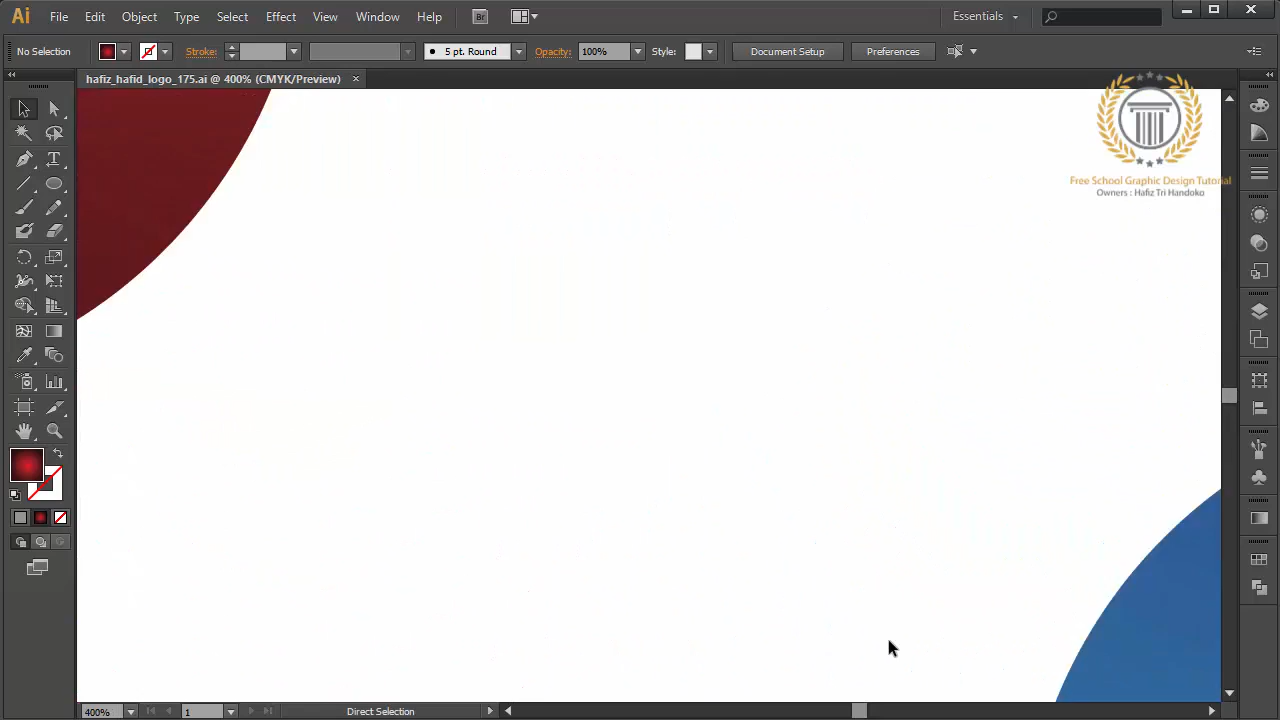 Ai File Edit Object Type Select Effect View Window Help Br Essentials
No Selection Stroke: 5 pt. Round Opacity: 100% Style: Document Setup Preferences
hafiz_hafid_logo_175.ai @ 400% (CMYK/Preview)
Free School Graphic Design Tutorial
Owners : Hafiz Tri Handoko
400% 1 Direct Selection